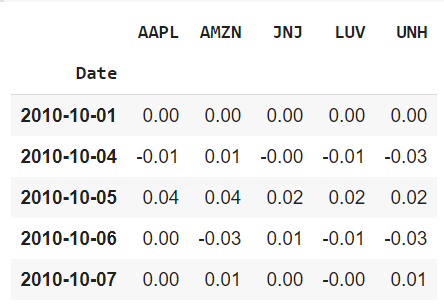 AAPL AMZN JNJ LUV UNH
Date
2010-10-01 0.00 0.00 0.00 0.00 0.00
2010-10-04 -0.01 0.01 -0.00 -0.01 -0.03
2010-10-05 0.04 0.04 0.02 0.02 0.02
2010-10-06 0.00 -0.03 0.01 -0.01 -0.03
2010-10-07 0.00 0.01 0.00 -0.00 0.01